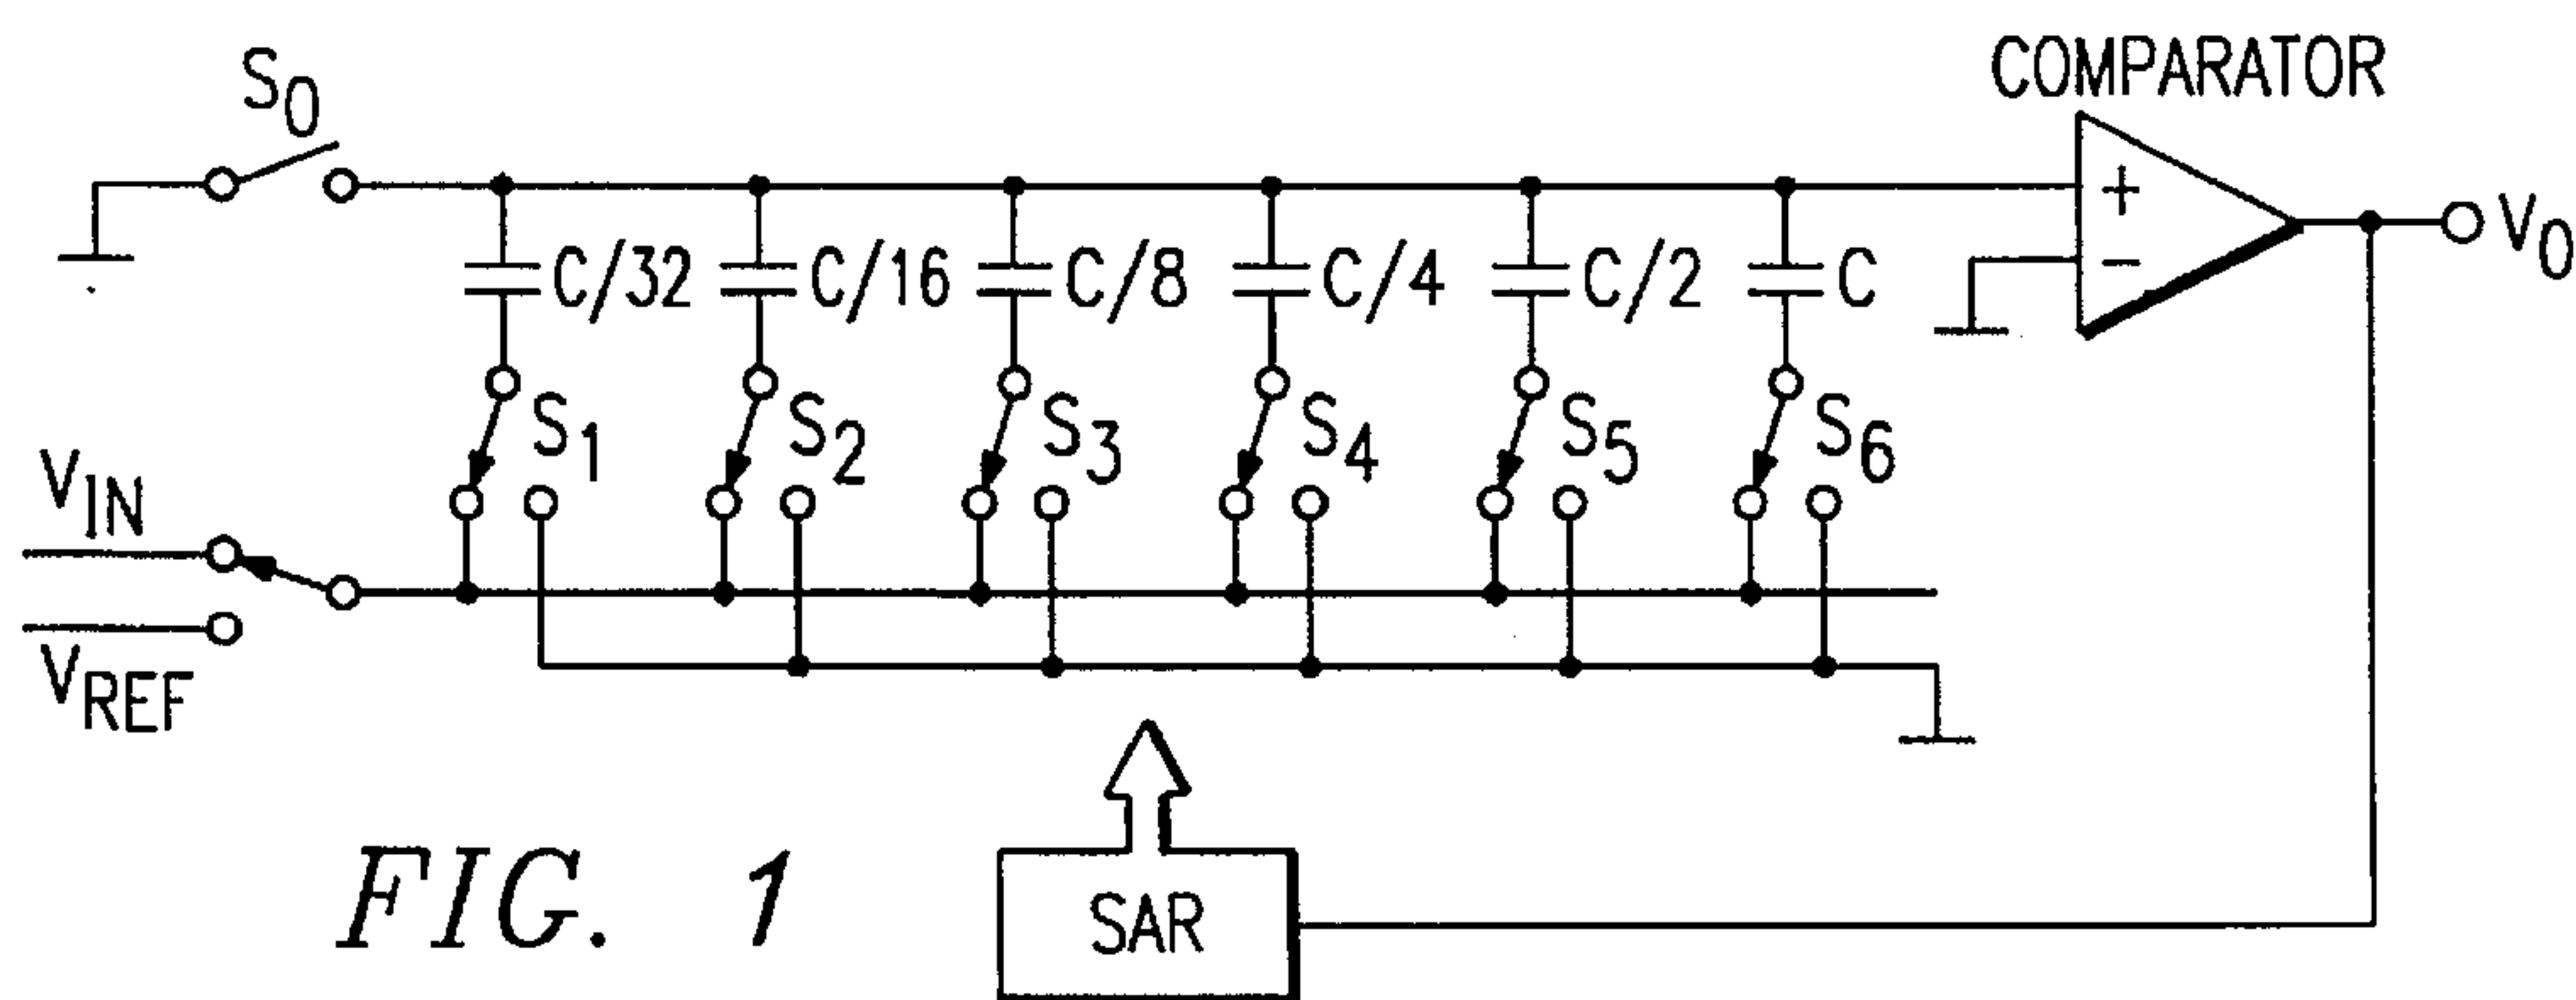 S0
COMPARATOR
+
−
V0
C/32
C/16
C/8
C/4
C/2
C
S1
S2
S3
S4
S5
S6
VIN
VREF
SAR
FIG. 1